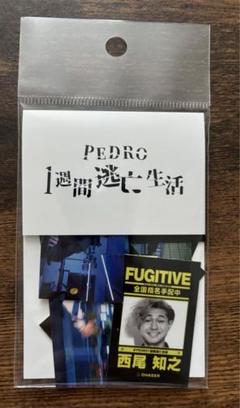 PEDRO
1週間逃亡生活
FUGITIVE
全国指名手配中
西尾 知之
CHASER